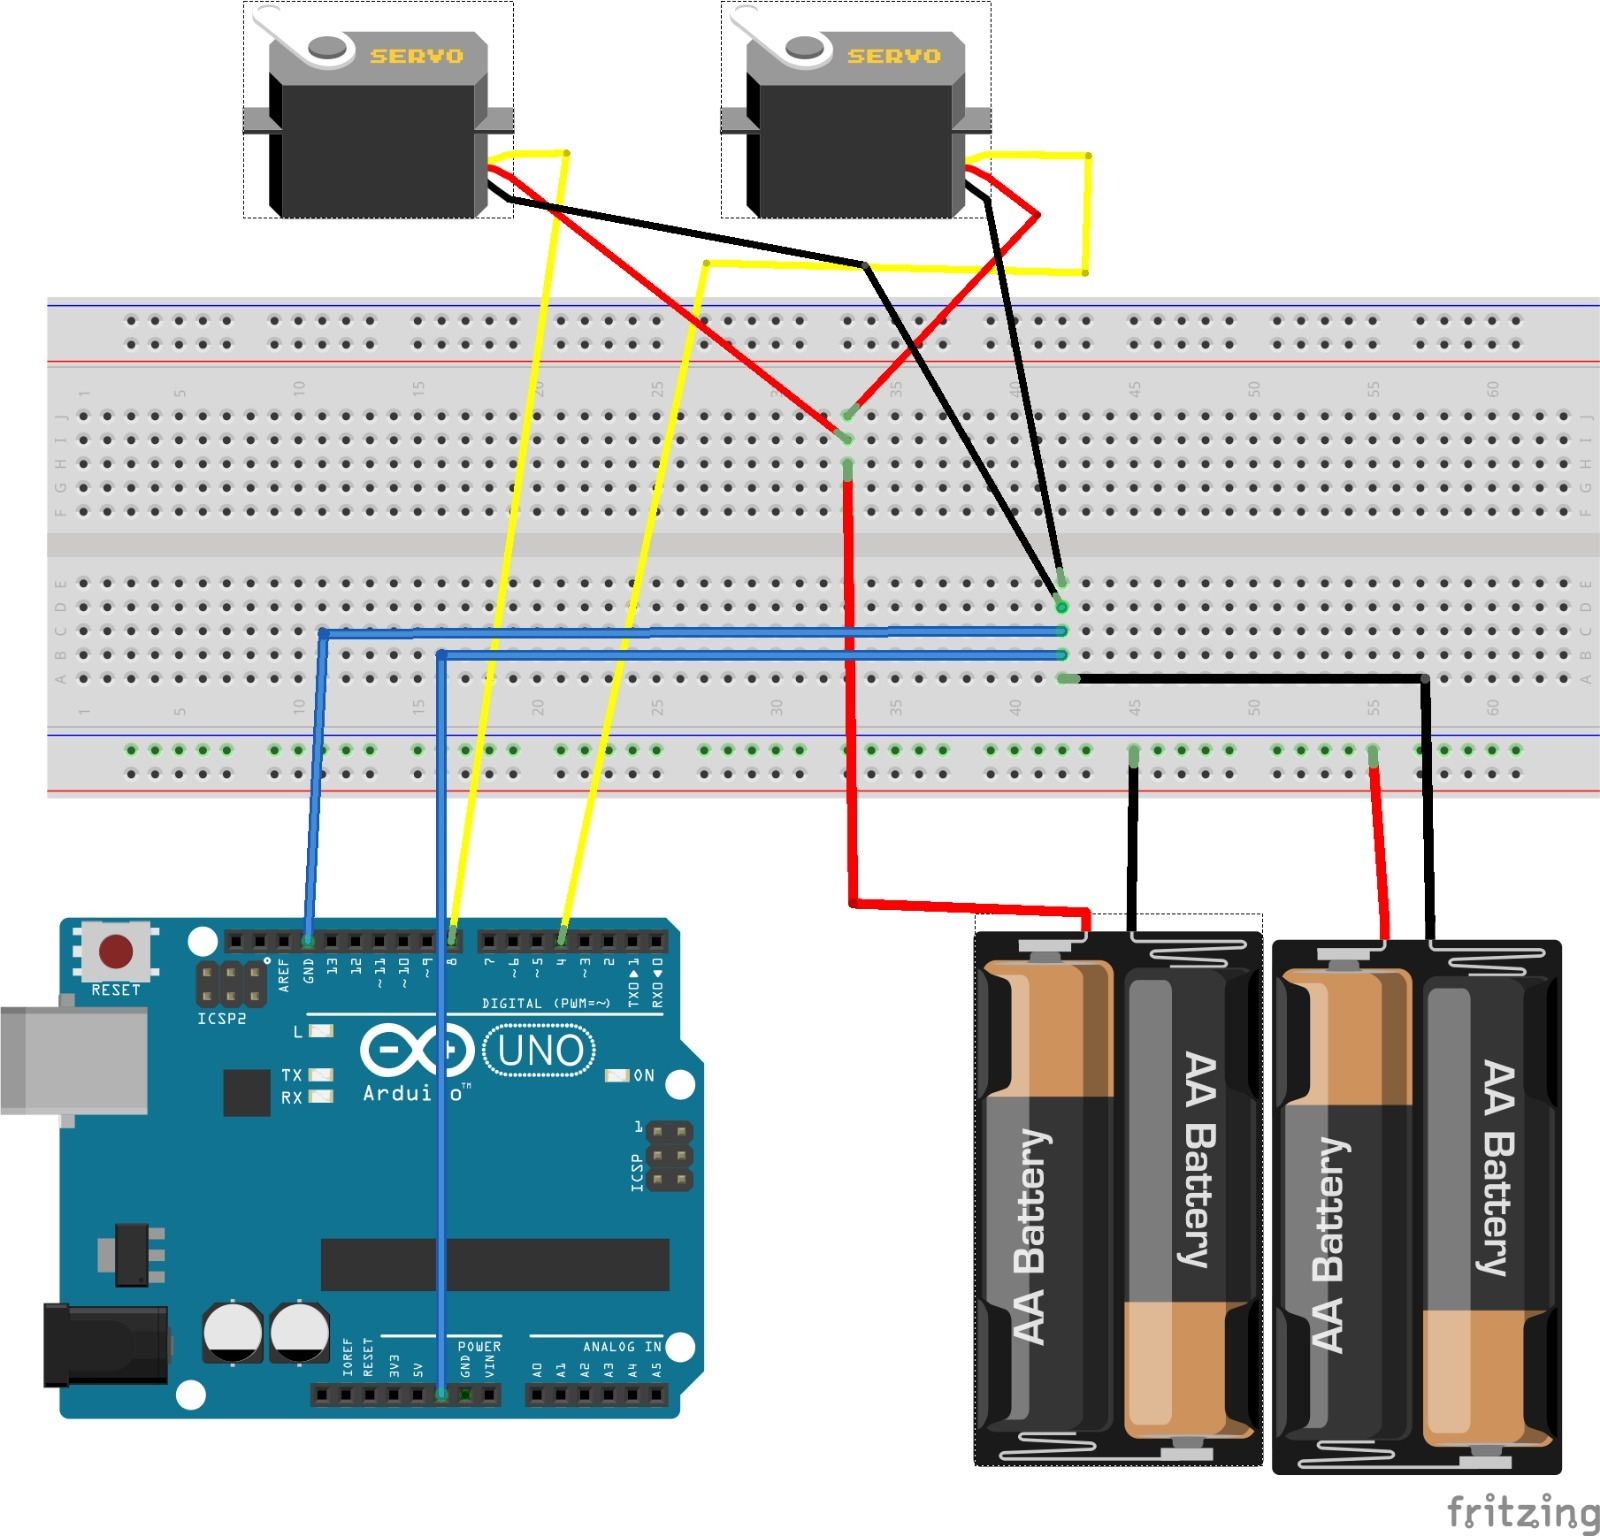 SERVO SERVO
1 5 10 15 20 25 30 35 40 45 50 55 60
J J
I I
H H
G G
F F
E E
D D
C C
B B
A A
1 5 10 15 20 25 30 35 40 45 50 55 60
RESET
ICSP2
AREF GND 13 12 ~11 ~10 ~9 8 7 ~6 ~5 4 ~3 2 TX0▶1 RX0◀0
DIGITAL (PWM=~)
L
TX
RX
Arduino™
UNO
ON
1
ICSP
IOREF RESET 3V3 5V GND VIN
POWER
ANALOG IN
A0 A1 A2 A3 A4 A5
AA Battery
AA Battery
AA Battery
AA Battery
fritzing